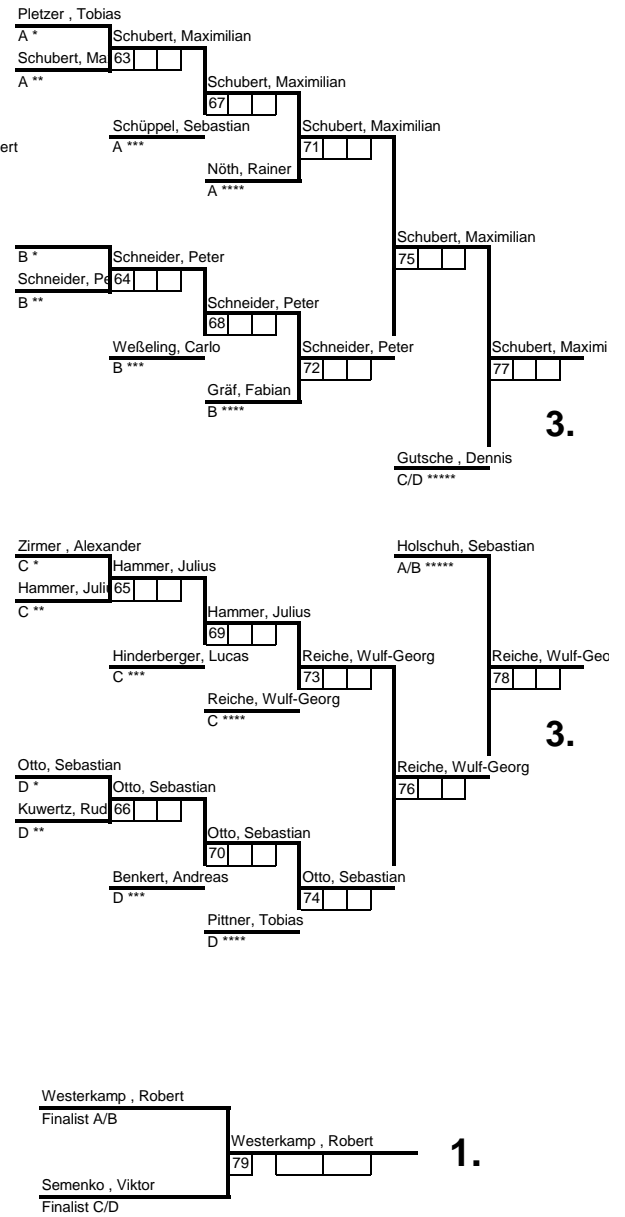 Pletzer , Tobias
A *
Schubert, Maximilian
Schubert, Ma
63
A **
Schubert, Maximilian
67
Schüppel, Sebastian
Schubert, Maximilian
A ***
71
ert
Nöth, Rainer
A ****
Schubert, Maximilian
B *
Schneider, Peter
75
Schneider, Pe
64
B **
Schneider, Peter
68
Weßeling, Carlo
Schneider, Peter
Schubert, Maximi
B ***
72
77
Gräf, Fabian
B ****
3.
Gutsche , Dennis
C/D *****
Zirmer , Alexander
Holschuh, Sebastian
C *
Hammer, Julius
A/B *****
Hammer, Juliu
65
C **
Hammer, Julius
69
Hinderberger, Lucas
Reiche, Wulf-Georg
Reiche, Wulf-Geo
C ***
73
78
Reiche, Wulf-Georg
C ****
3.
Otto, Sebastian
Reiche, Wulf-Georg
D *
Otto, Sebastian
76
Kuwertz, Rud
66
D **
Otto, Sebastian
70
Benkert, Andreas
Otto, Sebastian
D ***
74
Pittner, Tobias
D ****
Westerkamp , Robert
Finalist A/B
Westerkamp , Robert
1.
79
Semenko , Viktor
Finalist C/D